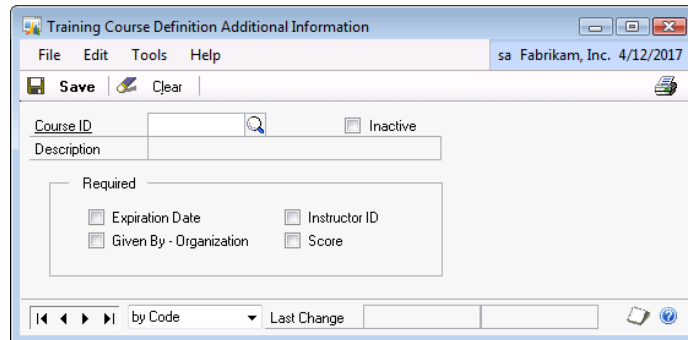 Training Course Definition Additional Information
File Edit Tools Help sa Fabrikam, Inc. 4/12/2017
Save Clear
Course ID Inactive
Description
Required
Expiration Date Instructor ID
Given By - Organization Score
by Code Last Change